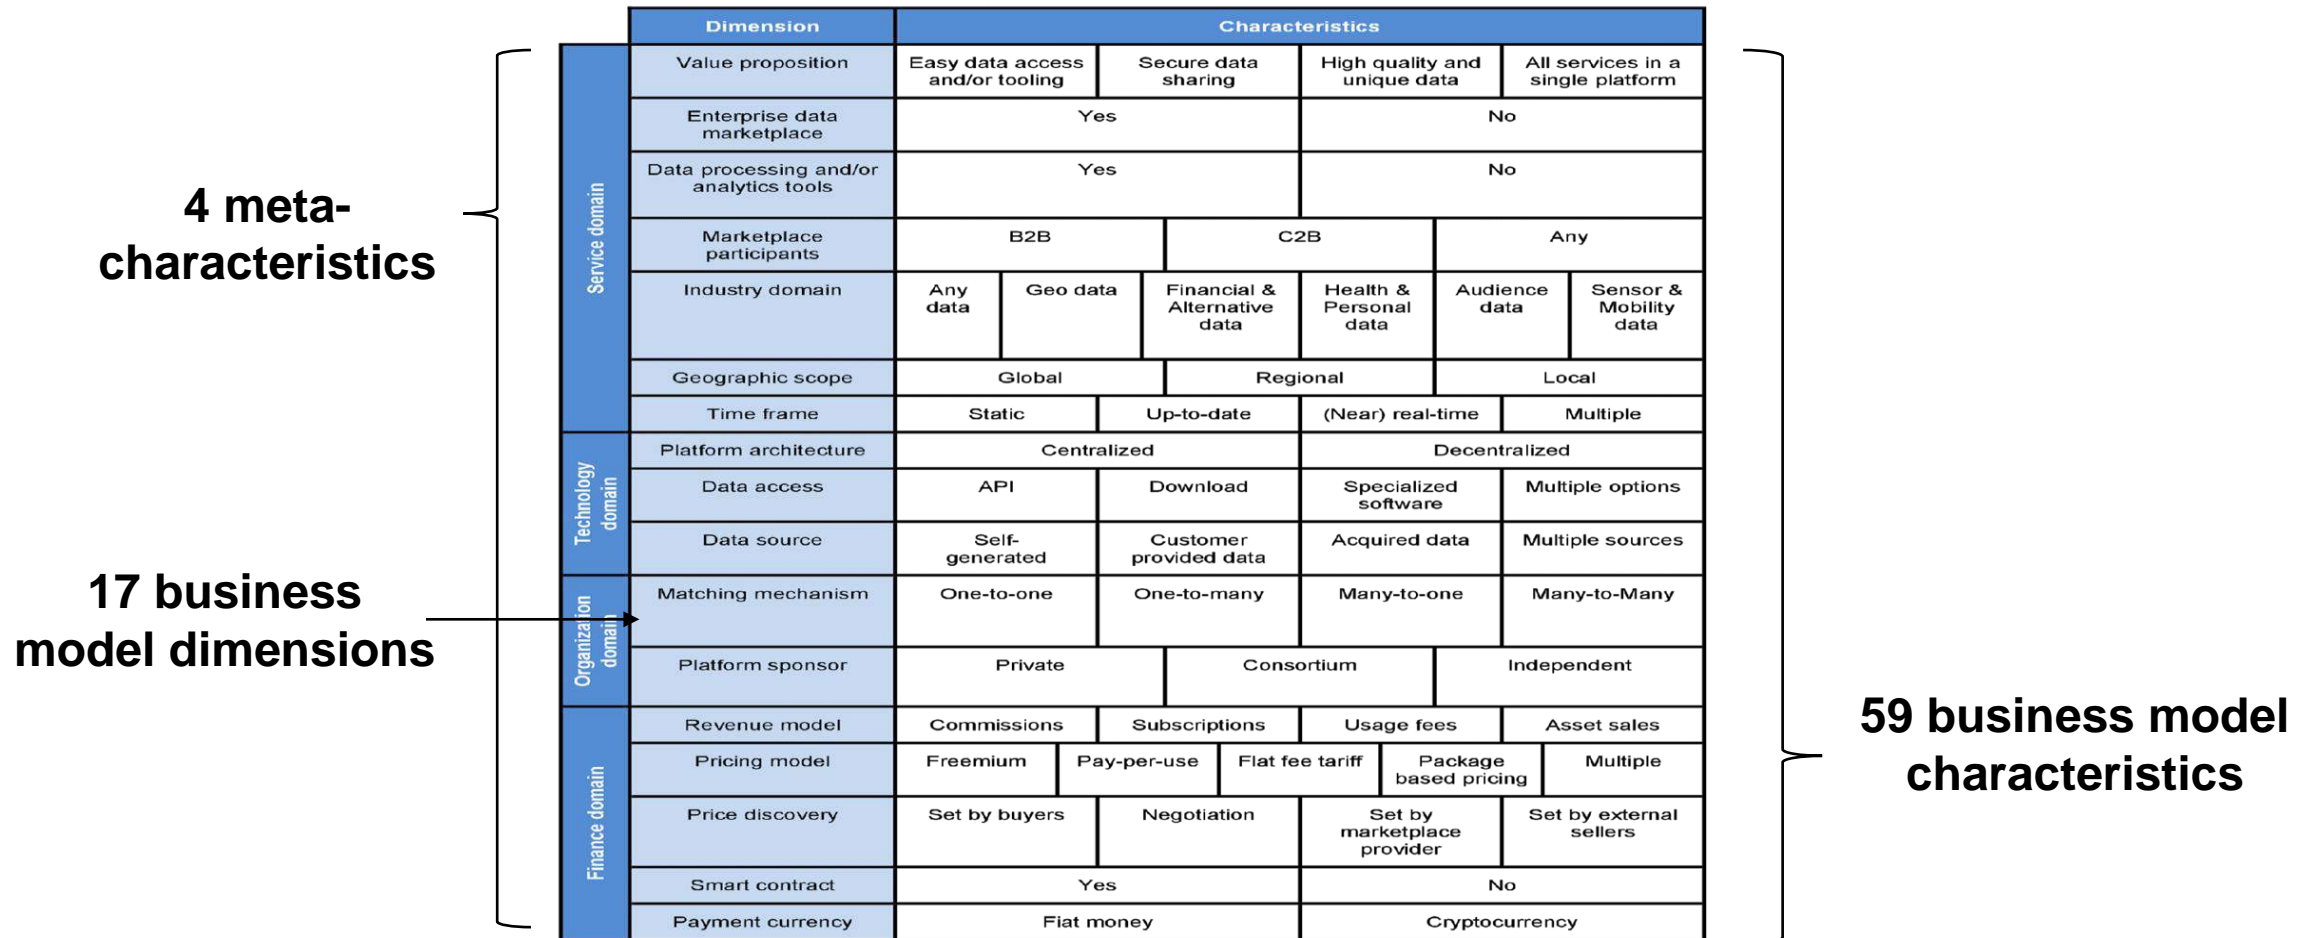 Dimension
Characteristics
4 meta-
characteristics
17 business
model dimensions
59 business model
characteristics
Service domain
Value proposition
Easy data access
and/or tooling
Secure data
sharing
High quality and
unique data
All services in a
single platform
Enterprise data
marketplace
Yes
No
Data processing and/or
analytics tools
Yes
No
Marketplace
participants
B2B
C2B
Any
Industry domain
Any
data
Geo data
Financial &
Alternative
data
Health &
Personal
data
Audience
data
Sensor &
Mobility
data
Geographic scope
Global
Regional
Local
Time frame
Static
Up-to-date
(Near) real-time
Multiple
Technology
domain
Platform architecture
Centralized
Decentralized
Data access
API
Download
Specialized
software
Multiple options
Data source
Self-
generated
Customer
provided data
Acquired data
Multiple sources
Organization
domain
Matching mechanism
One-to-one
One-to-many
Many-to-one
Many-to-Many
Platform sponsor
Private
Consortium
Independent
Finance domain
Revenue model
Commissions
Subscriptions
Usage fees
Asset sales
Pricing model
Freemium
Pay-per-use
Flat fee tariff
Package
based pricing
Multiple
Price discovery
Set by buyers
Negotiation
Set by
marketplace
provider
Set by external
sellers
Smart contract
Yes
No
Payment currency
Fiat money
Cryptocurrency